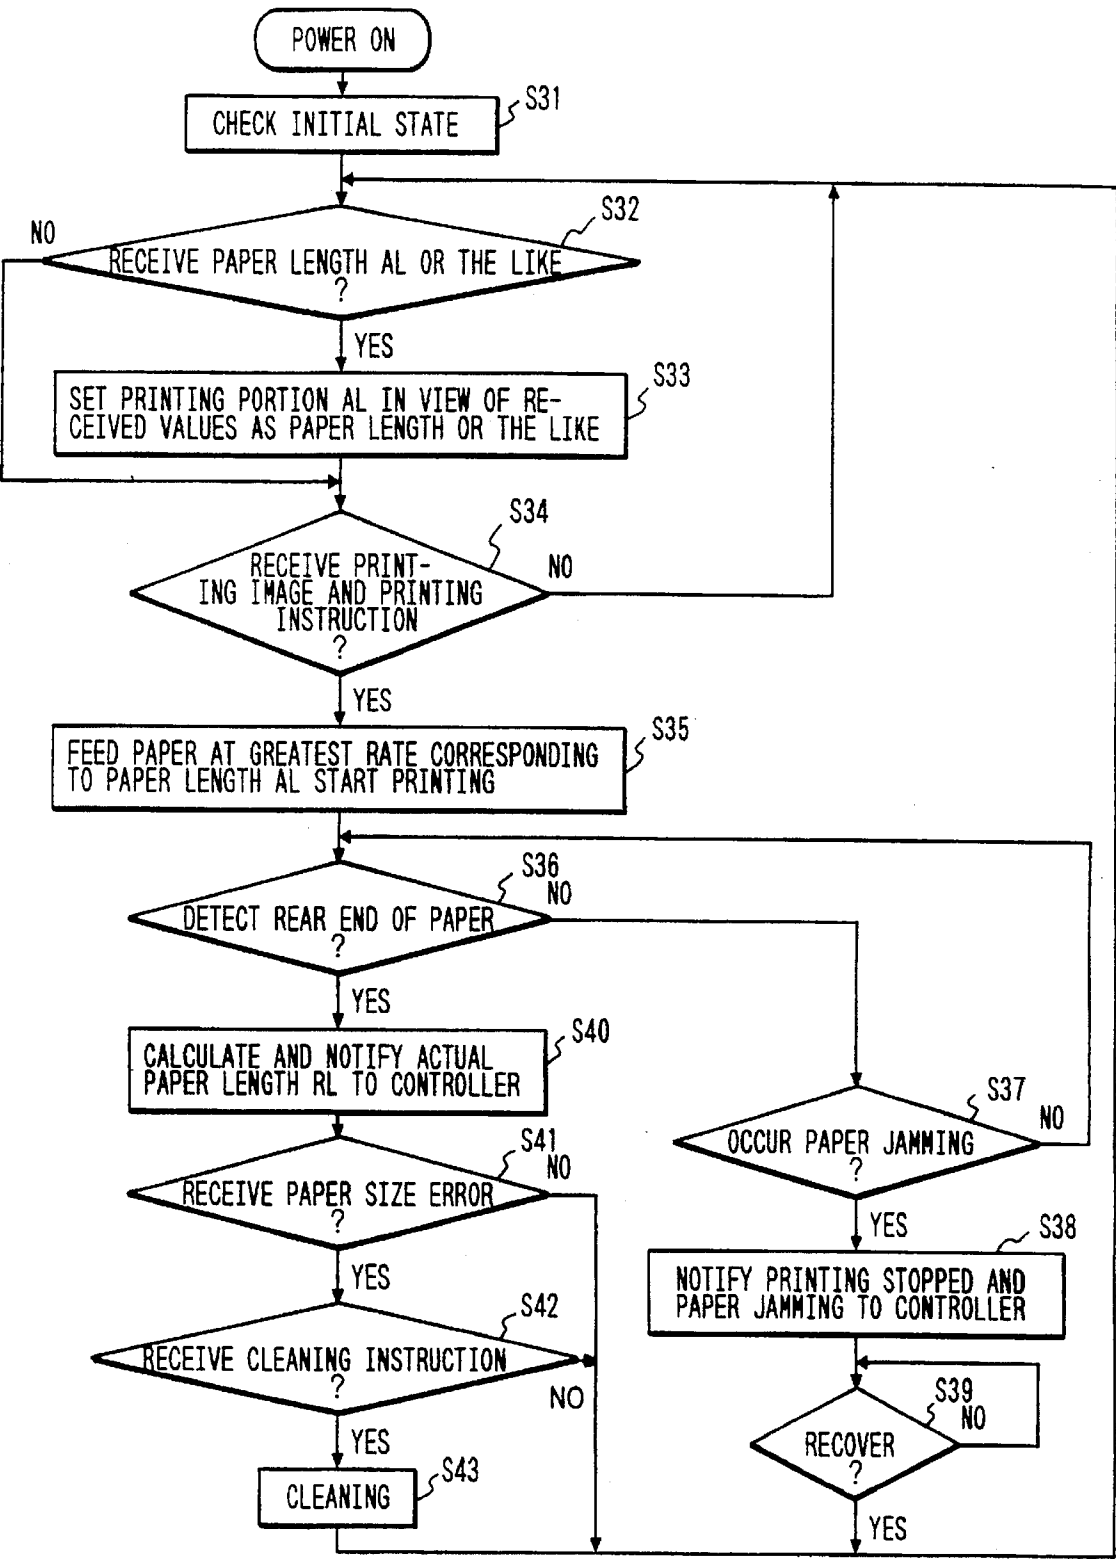 POWER ON
S31
CHECK INITIAL STATE
S32
NO
RECEIVE PAPER LENGTH AL OR THE LIKE
?
YES
S33
SET PRINTING PORTION AL IN VIEW OF RE-
CEIVED VALUES AS PAPER LENGTH OR THE LIKE
S34
NO
RECEIVE PRINT-
ING IMAGE AND PRINTING
INSTRUCTION
?
YES
S35
FEED PAPER AT GREATEST RATE CORRESPONDING
TO PAPER LENGTH AL START PRINTING
S36
NO
DETECT REAR END OF PAPER
?
YES
S40
CALCULATE AND NOTIFY ACTUAL
PAPER LENGTH RL TO CONTROLLER
S37
NO
OCCUR PAPER JAMMING
?
YES
S41
NO
RECEIVE PAPER SIZE ERROR
?
YES
S38
NOTIFY PRINTING STOPPED AND
PAPER JAMMING TO CONTROLLER
S42
RECEIVE CLEANING INSTRUCTION
?
NO
YES
S39
NO
RECOVER
?
YES
S43
CLEANING